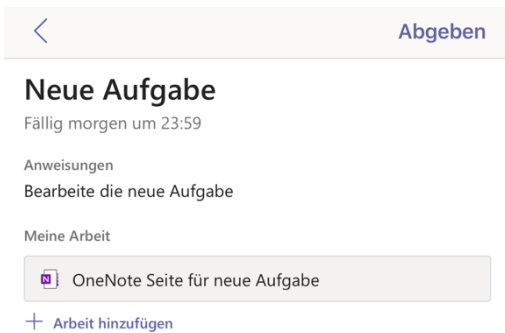 Abgeben
Neue Aufgabe
Fällig morgen um 23:59
Anweisungen
Bearbeite die neue Aufgabe
Meine Arbeit
OneNote Seite für neue Aufgabe
+ Arbeit hinzufügen